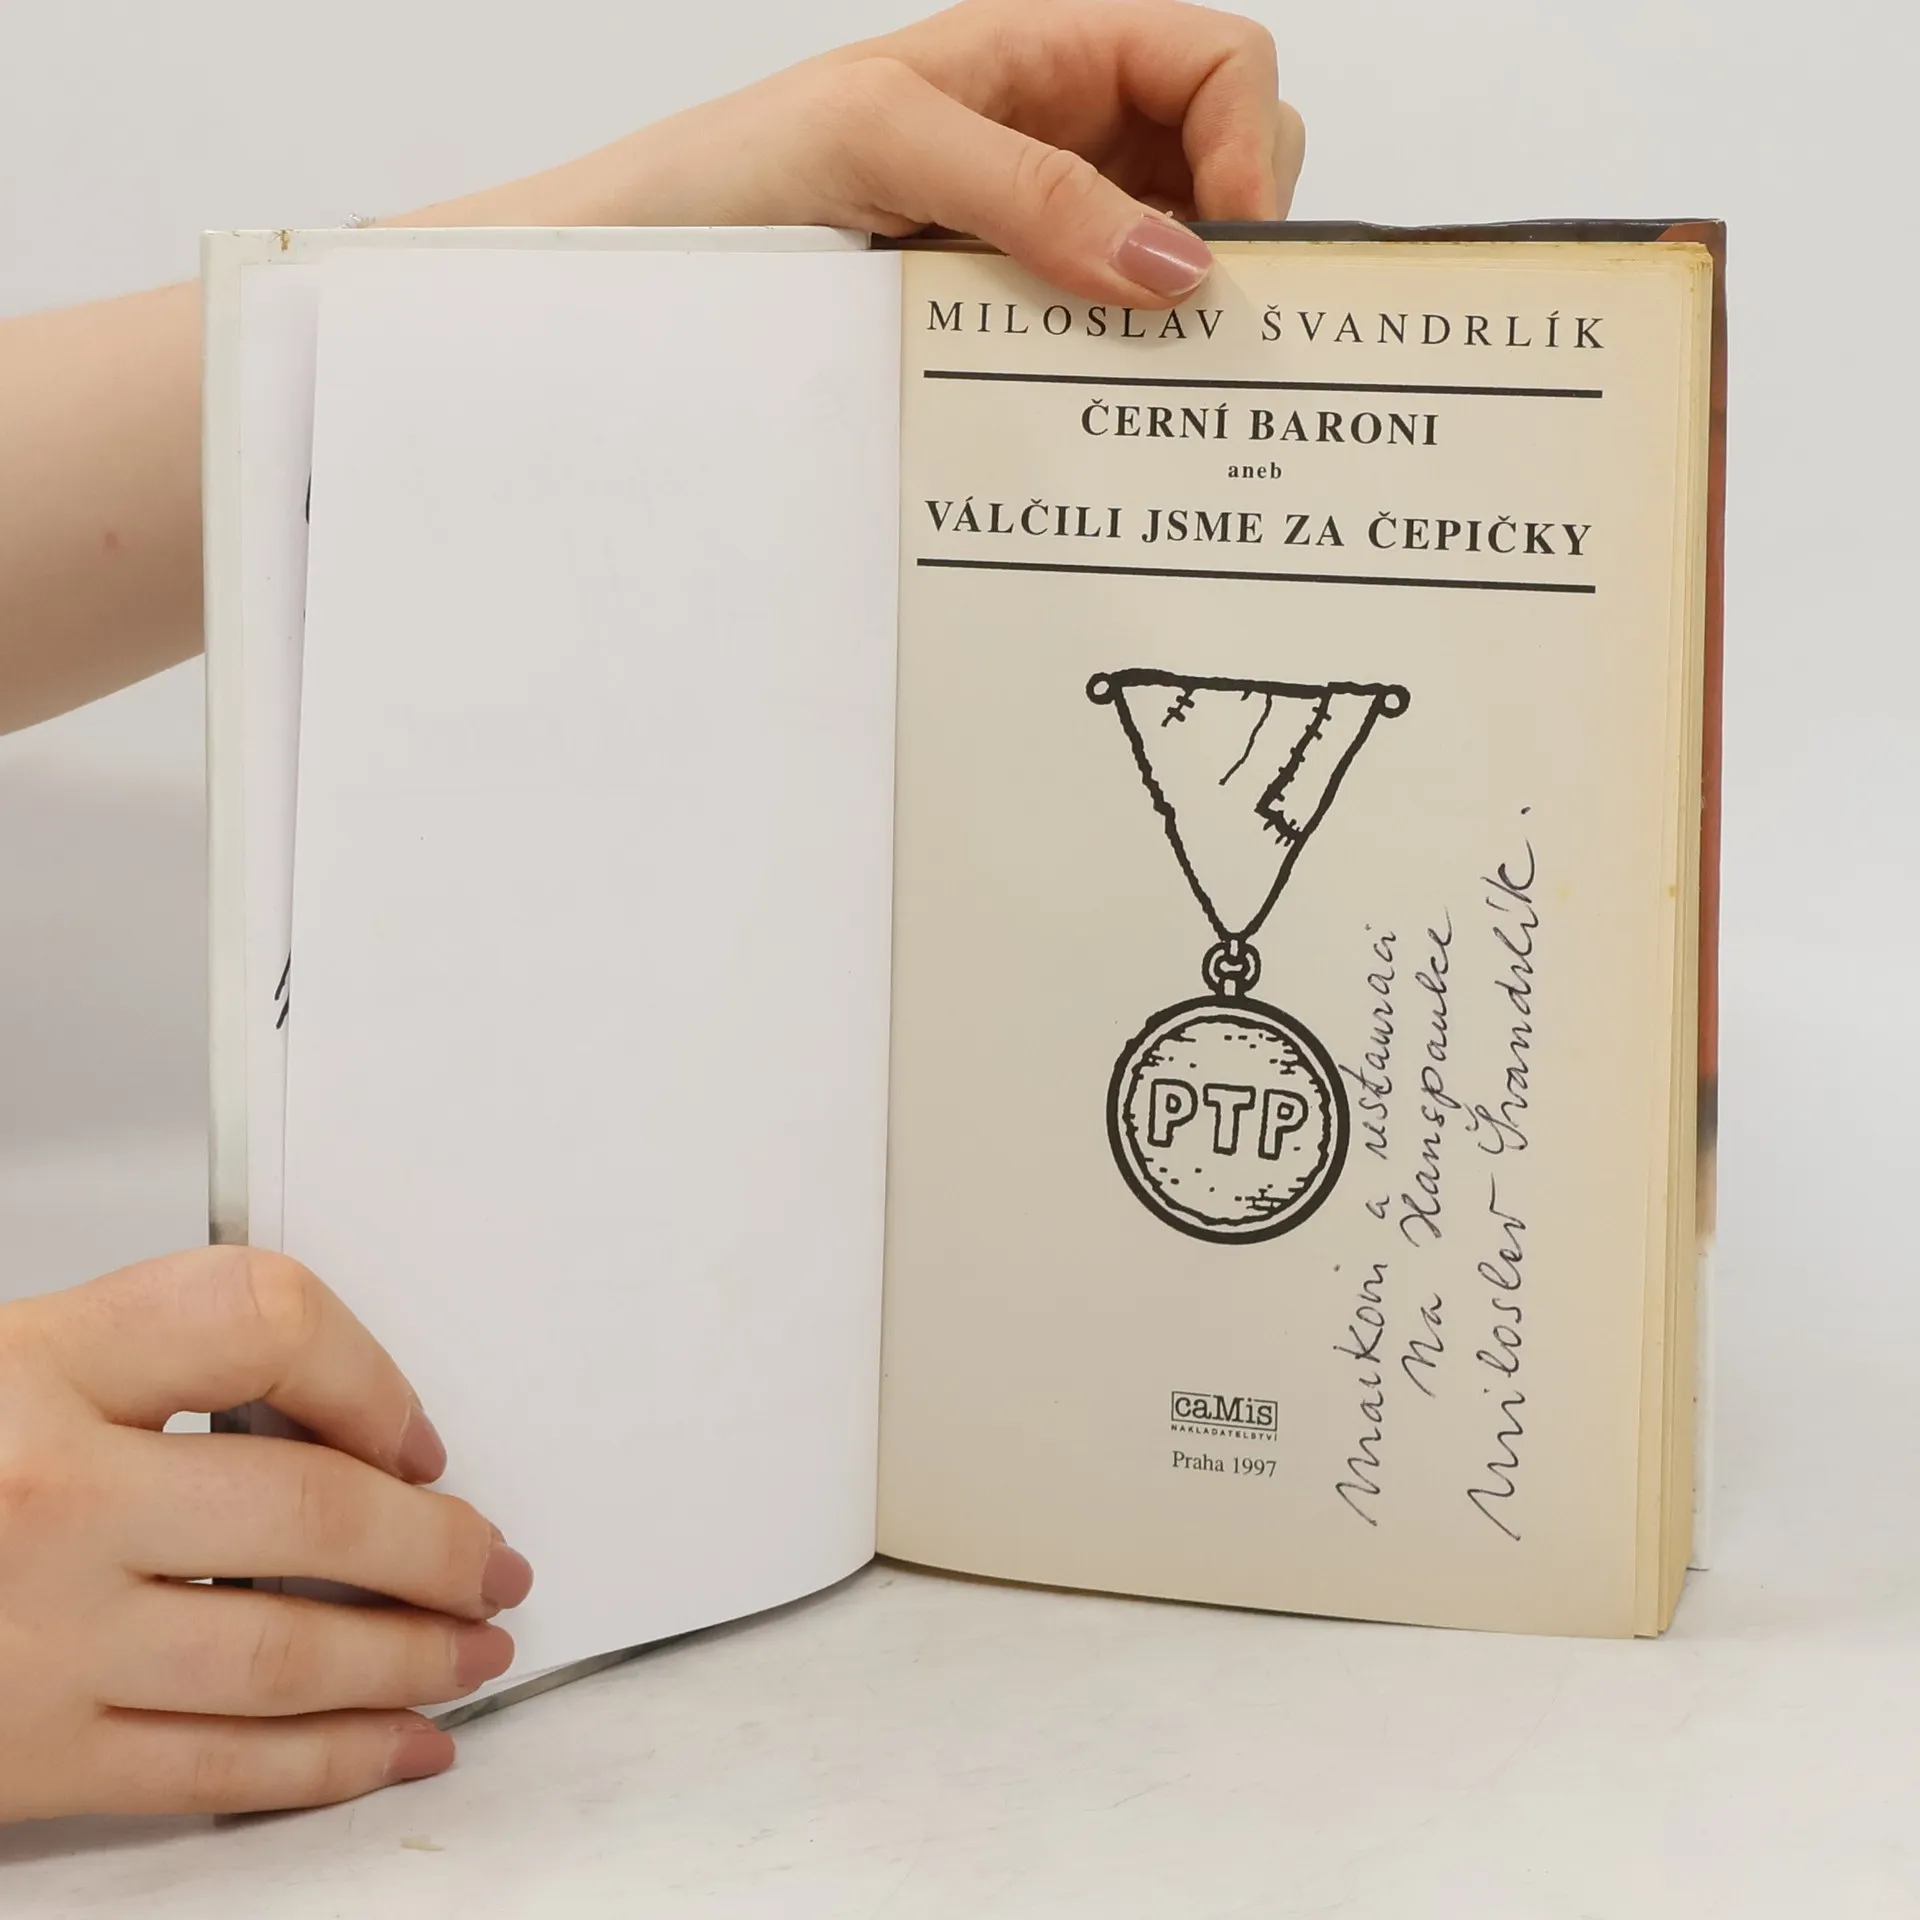 MILOSLAV ŠVANDRLÍK
ČERNÍ BARONI
aneb
VÁLČILI JSME ZA ČEPIČKY
PTP
caMis
NAKLADATELSTVÍ
Praha 1997
a restauraci
Na Hanspaulce
Miloslav Švandrlík.